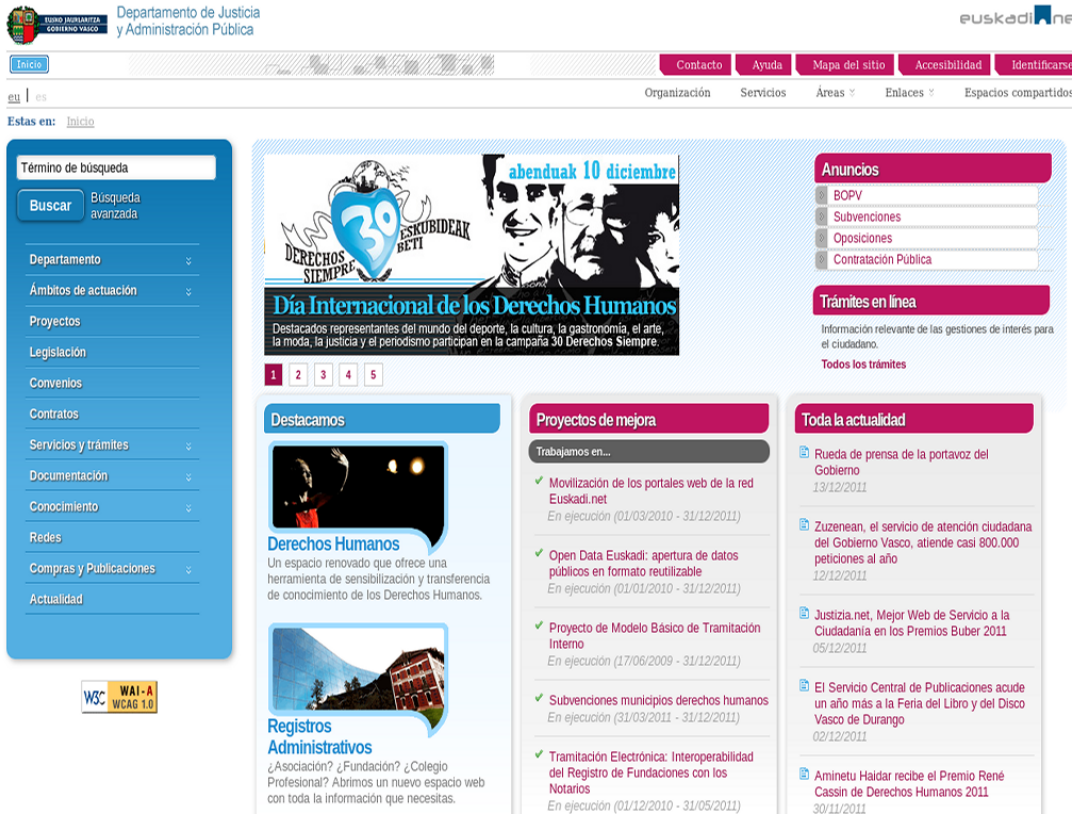 EUSKO JAURLARITZA
GOBIERNO VASCO
Departamento de Justicia
y Administración Pública
euskadi.ne
Inicio
Contacto
Ayuda
Mapa del sitio
Accesibilidad
Identificarse
eu | es
Organización
Servicios
Áreas
Enlaces
Espacios compartidos
Estas en: Inicio
Término de búsqueda
Buscar
Búsqueda
avanzada
Departamento
Ámbitos de actuación
Proyectos
Legislación
Convenios
Contratos
Servicios y trámites
Documentación
Conocimiento
Redes
Compras y Publicaciones
Actualidad
W3C WAI-A
WCAG 1.0
abenduak 10 diciembre
30
ESKUBIDEAK
BETI
DERECHOS
SIEMPRE
Día Internacional de los Derechos Humanos
Destacados representantes del mundo del deporte, la cultura, la gastronomía, el arte,
la moda, la justicia y el periodismo participan en la campaña 30 Derechos Siempre.
1 2 3 4 5
Anuncios
BOPV
Subvenciones
Oposiciones
Contratación Pública
Trámites en línea
Información relevante de las gestiones de interés para
el ciudadano.
Todos los trámites
Destacamos
Derechos Humanos
Un espacio renovado que ofrece una
herramienta de sensibilización y transferencia
de conocimiento de los Derechos Humanos.
Registros
Administrativos
¿Asociación? ¿Fundación? ¿Colegio
Profesional? Abrimos un nuevo espacio web
con toda la información que necesitas.
Proyectos de mejora
Trabajamos en...
Movilización de los portales web de la red
Euskadi.net
En ejecución (01/03/2010 - 31/12/2011)
Open Data Euskadi: apertura de datos
públicos en formato reutilizable
En ejecución (01/01/2010 - 31/12/2011)
Proyecto de Modelo Básico de Tramitación
Interno
En ejecución (17/06/2009 - 31/12/2011)
Subvenciones municipios derechos humanos
En ejecución (31/03/2011 - 31/12/2011)
Tramitación Electrónica: Interoperabilidad
del Registro de Fundaciones con los
Notarios
En ejecución (01/12/2010 - 31/05/2011)
Toda la actualidad
Rueda de prensa de la portavoz del
Gobierno
13/12/2011
Zuzenean, el servicio de atención ciudadana
del Gobierno Vasco, atiende casi 800.000
peticiones al año
12/12/2011
Justizia.net, Mejor Web de Servicio a la
Ciudadanía en los Premios Buber 2011
05/12/2011
El Servicio Central de Publicaciones acude
un año más a la Feria del Libro y del Disco
Vasco de Durango
02/12/2011
Aminetu Haidar recibe el Premio René
Cassin de Derechos Humanos 2011
30/11/2011